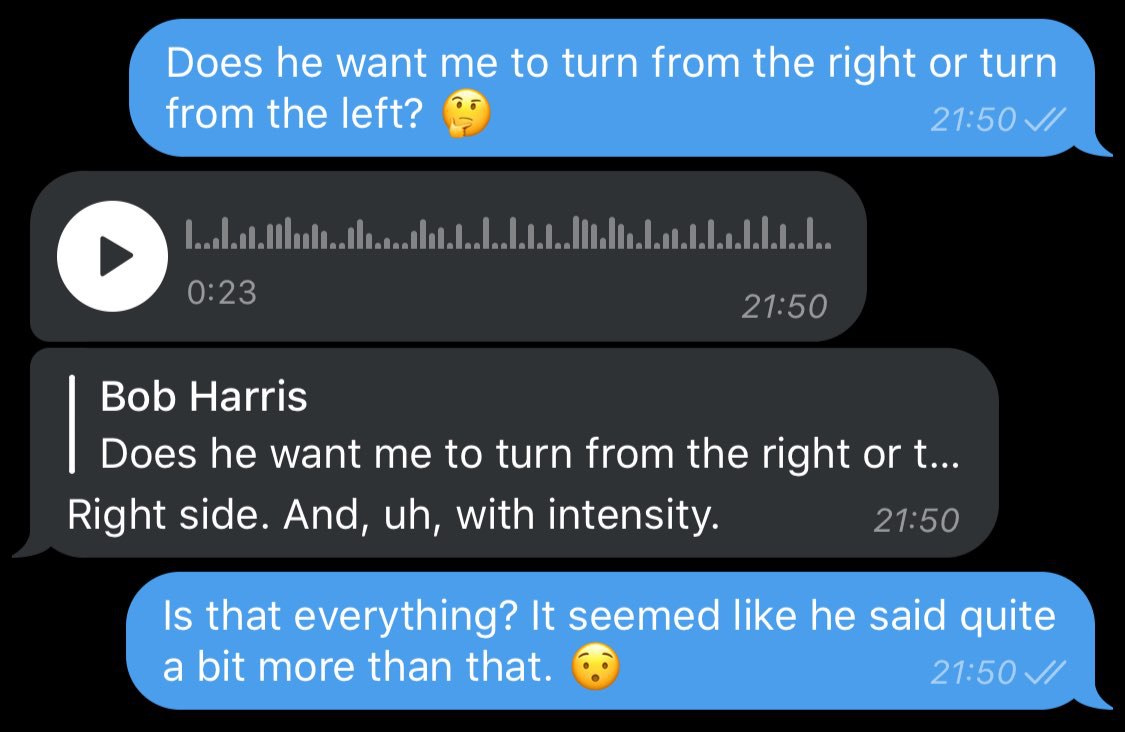 Does he want me to turn from the right or turn
from the left? 🤔
21:50
0:23
21:50
Bob Harris
Does he want me to turn from the right or t...
Right side. And, uh, with intensity.
21:50
Is that everything? It seemed like he said quite
a bit more than that. 😯
21:50